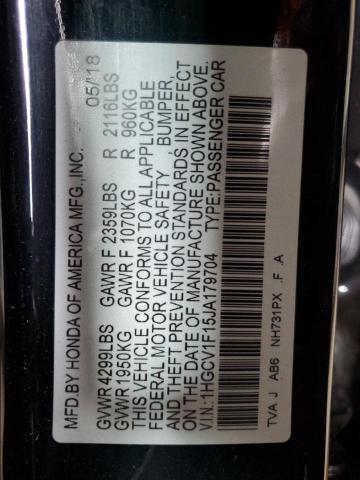 MFD.BY HONDA OF AMERICA MFG.,INC. 05/18
GVWR 4299LBS GAWR F 2359LBS R 2116LBS
GVWR 1950KG GAWR F 1070KG R 960KG
THIS VEHICLE CONFORMS TO ALL APPLICABLE
FEDERAL MOTOR VEHICLE SAFETY BUMPER,
AND THEFT PREVENTION STANDARDS IN EFFECT
ON THE DATE OF MANUFACTURE SHOWN ABOVE.
V.I.N.:1HGCV1F15JA179704 TYPE:PASSENGER CAR
TVA J AB6 NH731PX .F .A